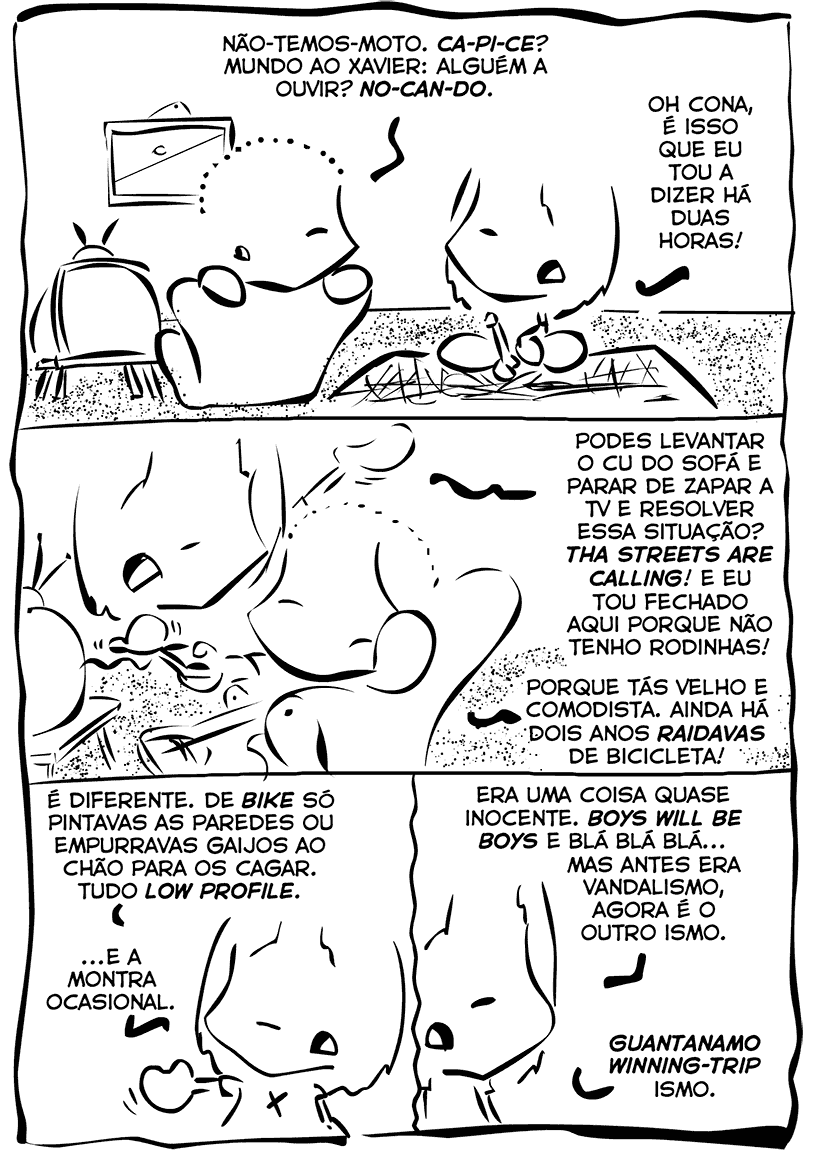 NÃO-TEMOS-MOTO. CA-PI-CE?
MUNDO AO XAVIER: ALGUÉM A
OUVIR? NO-CAN-DO.
OH CONA,
É ISSO
QUE EU
TOU A
DIZER HÁ
DUAS
HORAS!
PODES LEVANTAR
O CU DO SOFÁ E
PARAR DE ZAPAR A
TV E RESOLVER
ESSA SITUAÇÃO?
THA STREETS ARE
CALLING! E EU
TOU FECHADO
AQUI PORQUE NÃO
TENHO RODINHAS!
PORQUE TÁS VELHO E
COMODISTA. AINDA HÁ
DOIS ANOS RAIDAVAS
DE BICICLETA!
É DIFERENTE. DE BIKE SÓ
PINTAVAS AS PAREDES OU
EMPURRAVAS GAIJOS AO
CHÃO PARA OS CAGAR.
TUDO LOW PROFILE.
...E A
MONTRA
OCASIONAL.
ERA UMA COISA QUASE
INOCENTE. BOYS WILL BE
BOYS E BLÁ BLÁ BLÁ...
MAS ANTES ERA
VANDALISMO,
AGORA É O
OUTRO ISMO.
GUANTANAMO
WINNING-TRIP
ISMO.